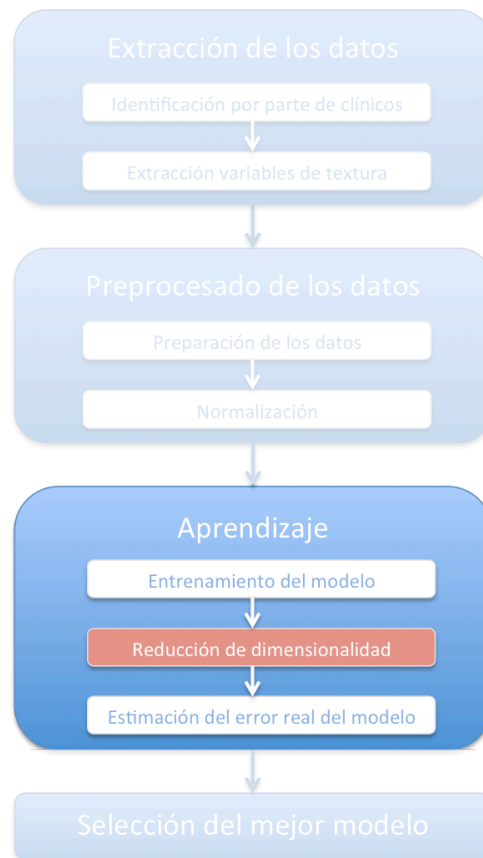 Extracción de los datos
Identificación por parte de clínicos
Extracción variables de textura
Preprocesado de los datos
Preparación de los datos
Normalización
Aprendizaje
Entrenamiento del modelo
Reducción de dimensionalidad
Estimación del error real del modelo
Selección del mejor modelo